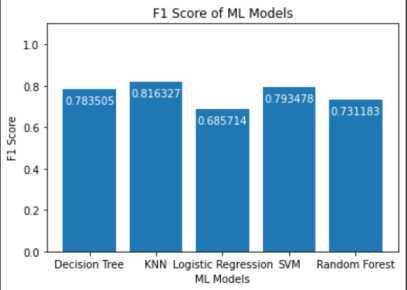 F1 Score of ML Models
1.0
0.8
0.6
0.4
0.2
0.0
F1 Score
0.783505
0.816327
0.685714
0.793478
0.731183
Decision Tree KNN Logistic Regression SVM Random Forest
ML Models